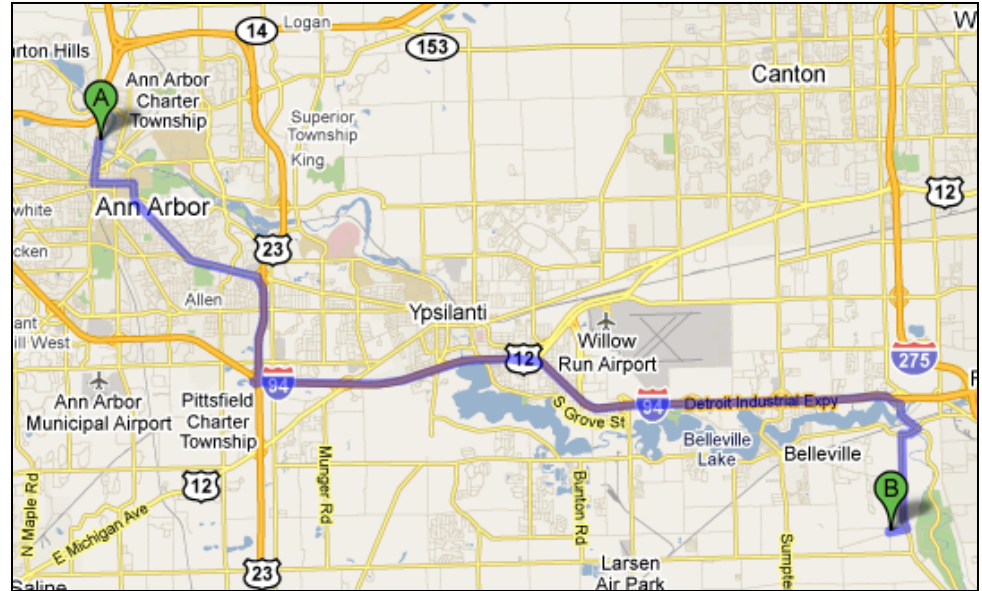 Logan
W
14
153
rton Hills
Canton
A
Ann Arbor
Charter
Township
Superior
Township
King
12
white
Ann Arbor
cken
23
Allen
Ypsilanti
ant
ill West
Willow
Run Airport
12
275
94
Ann Arbor
Municipal Airport
Pittsfield
Charter
Township
S Grove St
94
Detroit Industrial Expy
F
Belleville
Lake
Belleville
12
Munger Rd
Bunton Rd
B
N Maple Rd
E Michigan Ave
Sumpte
23
Larsen
Air Park
Saline